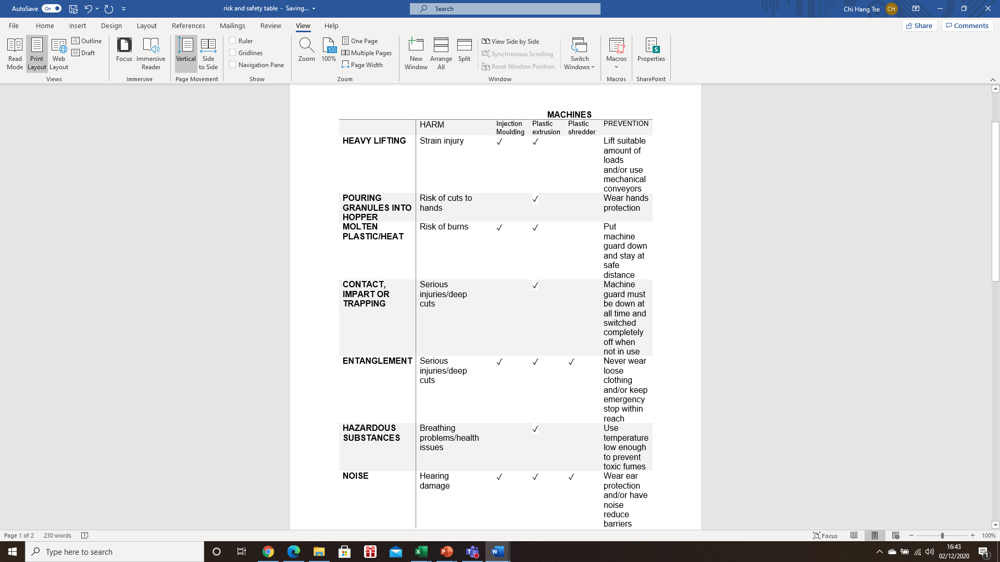 AutoSave On risk and safety table - Saving... Search Chi Hang Tse CH
File Home Insert Design Layout References Mailings Review View Help Share Comments
Read Mode
Print Layout
Web Layout
Outline
Draft
Views
Focus
Immersive Reader
Immersive
Vertical
Side to Side
Page Movement
Ruler
Gridlines
Navigation Pane
Show
Zoom
100
100%
One Page
Multiple Pages
Page Width
Zoom
New Window
Arrange All
Split
View Side by Side
Synchronous Scrolling
Reset Window Position
Window
Switch Windows
Macros
Macros
S
Properties
SharePoint
MACHINES
HARM Injection Plastic Plastic PREVENTION
Moulding extrusion shredder
HEAVY LIFTING Strain injury ✓ ✓ Lift suitable
amount of
loads
and/or use
mechanical
conveyors
POURING Risk of cuts to ✓ Wear hands
GRANULES INTO hands protection
HOPPER
MOLTEN Risk of burns ✓ ✓ Put
PLASTIC/HEAT machine
guard down
and stay at
safe
distance
CONTACT, Serious ✓ Machine
IMPART OR injuries/deep guard must
TRAPPING cuts be down at
all time and
switched
completely
off when
not in use
ENTANGLEMENT Serious ✓ ✓ ✓ Never wear
injuries/deep loose
cuts clothing
and/or keep
emergency
stop within
reach
HAZARDOUS Breathing ✓ Use
SUBSTANCES problems/health temperature
issues low enough
to prevent
toxic fumes
NOISE Hearing ✓ ✓ ✓ Wear ear
damage protection
and/or have
noise
reduce
barriers
Page 1 of 2 230 words Focus 100%
Type here to search 16:43
02/12/2020 1